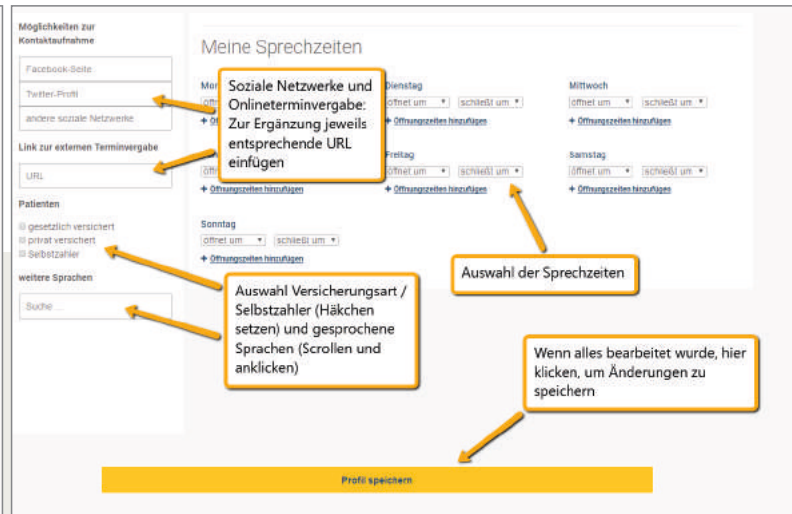 Möglichkeiten zur
Kontaktaufnahme
Facebook-Seite
Twitter-Profil
andere soziale Netzwerke
Link zur externen Terminvergabe
URL
Patienten
gesetzlich versichert
privat versichert
Selbstzahler
weitere Sprachen
Suche ...
Meine Sprechzeiten
Dienstag
öffnet um schließt um
+ Öffnungszeiten hinzufügen
Mittwoch
öffnet um schließt um
+ Öffnungszeiten hinzufügen
Freitag
öffnet um schließt um
+ Öffnungszeiten hinzufügen
Samstag
öffnet um schließt um
+ Öffnungszeiten hinzufügen
+ Öffnungszeiten hinzufügen
Sonntag
öffnet um schließt um
+ Öffnungszeiten hinzufügen
Soziale Netzwerke und
Onlineterminvergabe:
Zur Ergänzung jeweils
entsprechende URL
einfügen
Auswahl der Sprechzeiten
Auswahl Versicherungsart /
Selbstzahler (Häkchen
setzen) und gesprochene
Sprachen (Scrollen und
anklicken)
Wenn alles bearbeitet wurde, hier
klicken, um Änderungen zu
speichern
Profil speichern